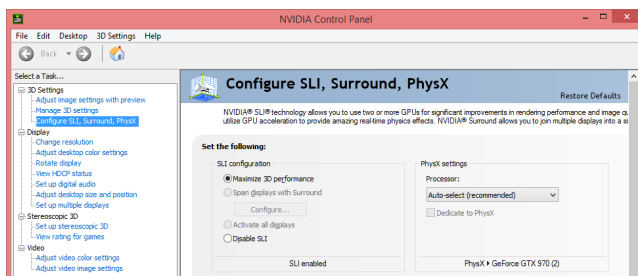 NVIDIA Control Panel
File Edit Desktop 3D Settings Help
Back
Select a Task...
3D Settings
Adjust image settings with preview
Manage 3D settings
Configure SLI, Surround, PhysX
Display
Change resolution
Adjust desktop color settings
Rotate display
View HDCP status
Set up digital audio
Adjust desktop size and position
Set up multiple displays
Stereoscopic 3D
Set up stereoscopic 3D
View rating for games
Video
Adjust video color settings
Adjust video image settings
Configure SLI, Surround, PhysX
Restore Defaults
NVIDIA® SLI® technology allows you to use two or more GPUs for significant improvements in rendering performance and image qu
utilize GPU acceleration to provide amazing real-time physics effects. NVIDIA® Surround allows you to join multiple displays into a si
Set the following:
SLI configuration
Maximize 3D performance
Span displays with Surround
Configure...
Activate all displays
Disable SLI
SLI enabled
PhysX settings
Processor:
Auto-select (recommended)
Dedicate to PhysX
PhysX ▸ GeForce GTX 970 (2)